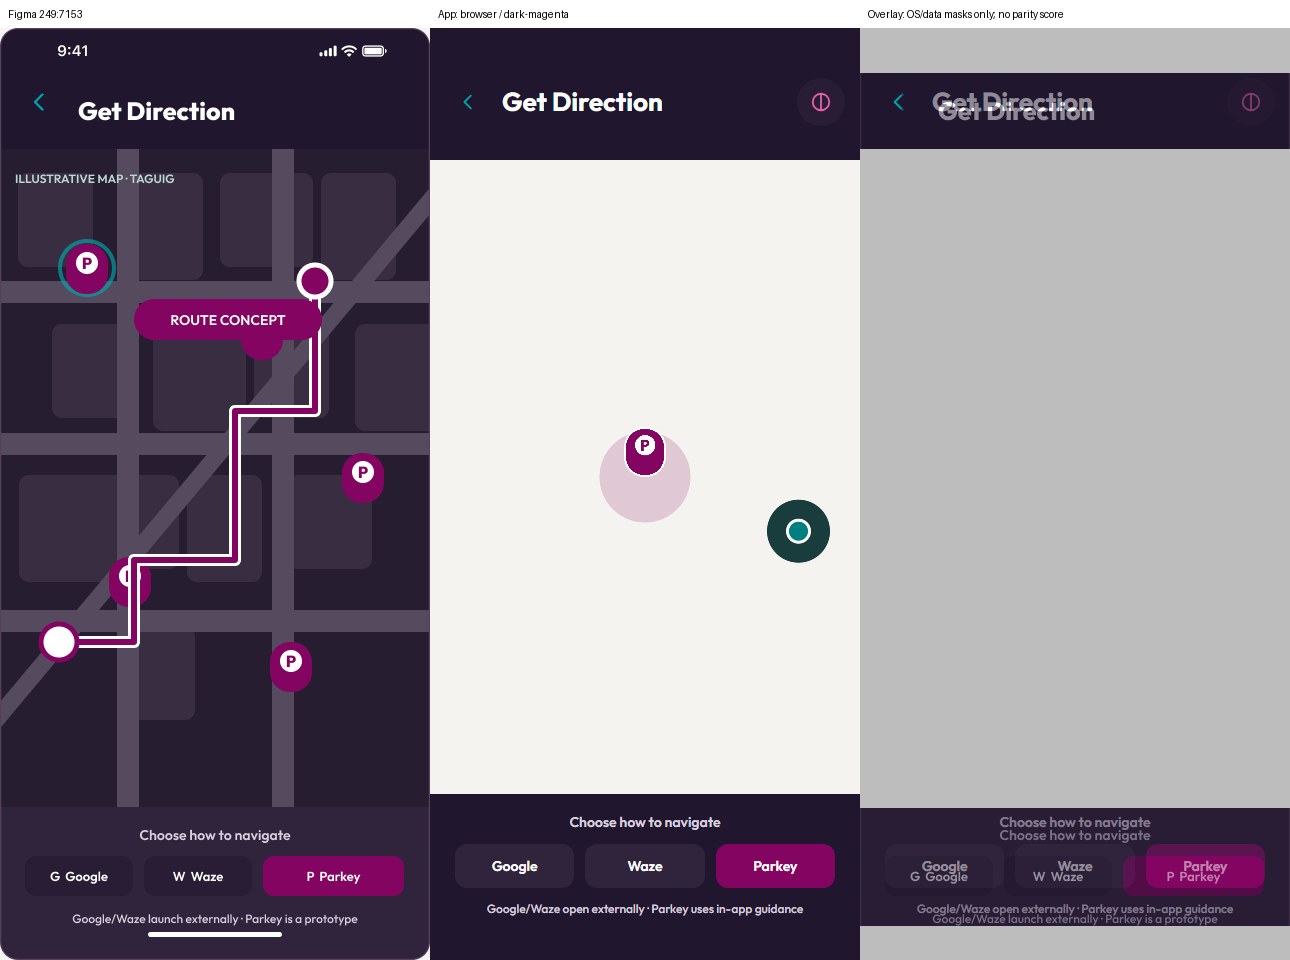 Figma 249:7153
9:41
Get Direction
ILLUSTRATIVE MAP · TAGUIG
P
ROUTE CONCEPT
P
P
Choose how to navigate
G Google
W Waze
P Parkey
Google/Waze launch externally · Parkey is a prototype
App: browser / dark-magenta
Get Direction
P
Choose how to navigate
Google
Waze
Parkey
Google/Waze open externally · Parkey uses in-app guidance
Overlay: OS/data masks only; no parity score
Get Direction
Get Direction
Choose how to navigate
Choose how to navigate
Google
Waze
Parkey
G Google
W Waze
P Parkey
Google/Waze open externally · Parkey uses in-app guidance
Google/Waze launch externally · Parkey is a prototype